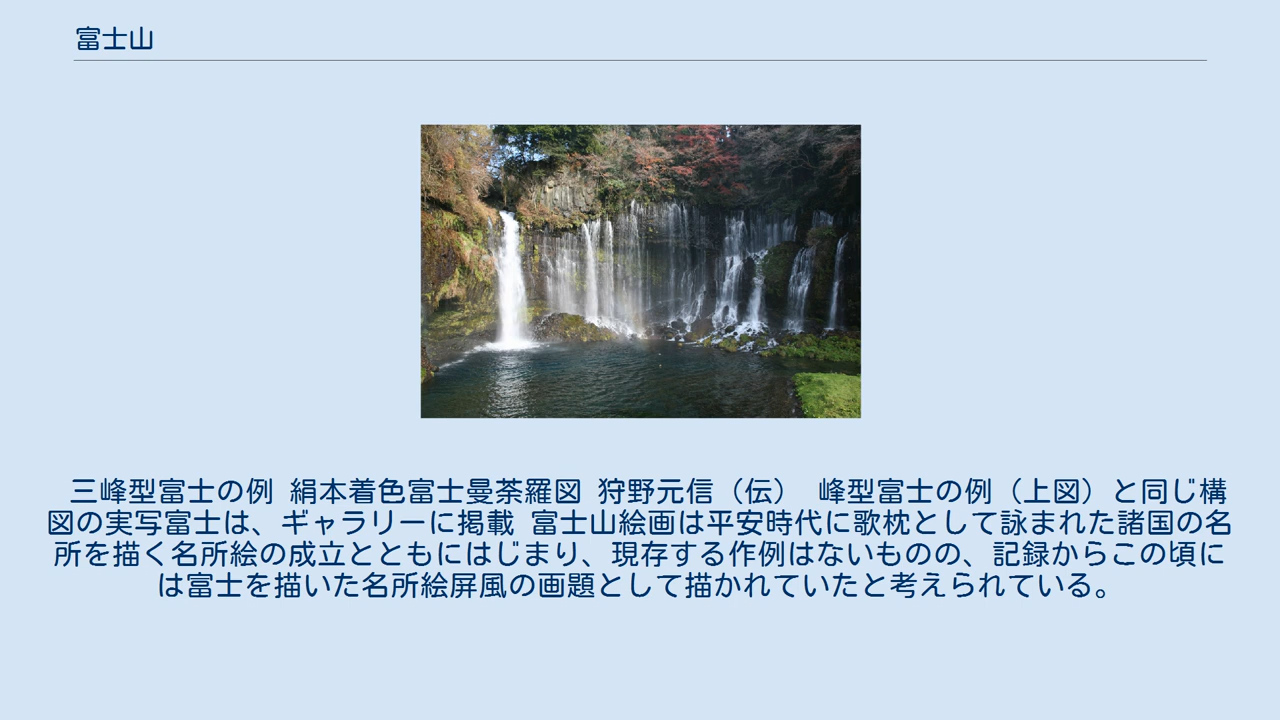 富士山
三峰型富士の例 絹本着色富士曼荼羅図 狩野元信（伝） 峰型富士の例（上図）と同じ構
図の実写富士は、ギャラリーに掲載 富士山絵画は平安時代に歌枕として詠まれた諸国の名
所を描く名所絵の成立とともにはじまり、現存する作例はないものの、記録からこの頃に
は富士を描いた名所絵屏風の画題として描かれていたと考えられている。